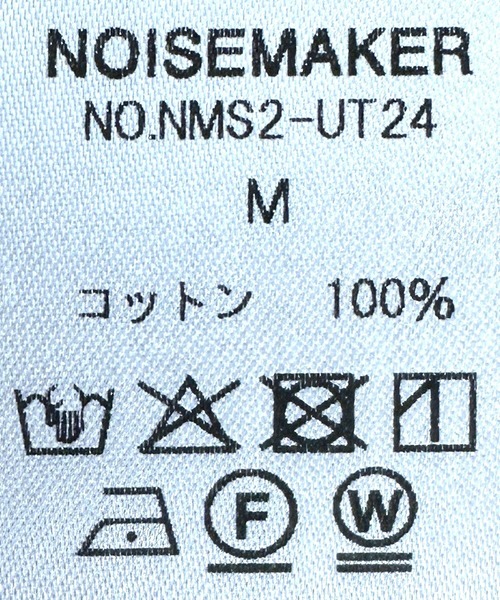 NOISEMAKER
NO.NMS2-UT24
M
コットン 100%
F W